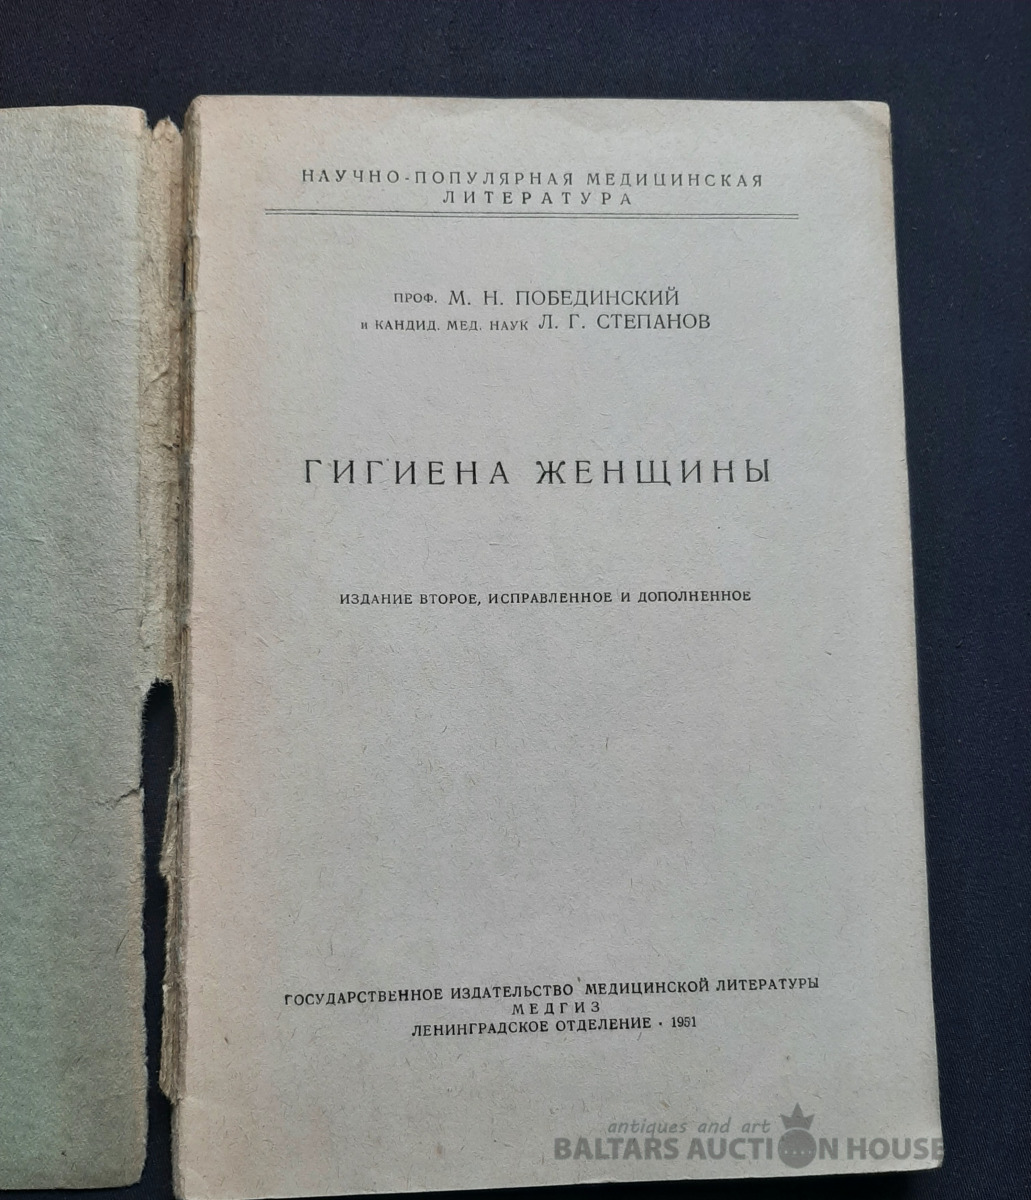 НАУЧНО-ПОПУЛЯРНАЯ МЕДИЦИНСКАЯ
ЛИТЕРАТУРА
ПРОФ. М. Н. ПОБЕДИНСКИЙ
и КАНДИД. МЕД. НАУК Л. Г. СТЕПАНОВ
ГИГИЕНА ЖЕНЩИНЫ
ИЗДАНИЕ ВТОРОЕ, ИСПРАВЛЕННОЕ И ДОПОЛНЕННОЕ
ГОСУДАРСТВЕННОЕ ИЗДАТЕЛЬСТВО МЕДИЦИНСКОЙ ЛИТЕРАТУРЫ
МЕДГИЗ
ЛЕНИНГРАДСКОЕ ОТДЕЛЕНИЕ • 1951
antiques and art
BALTARS AUCTION HOUSE